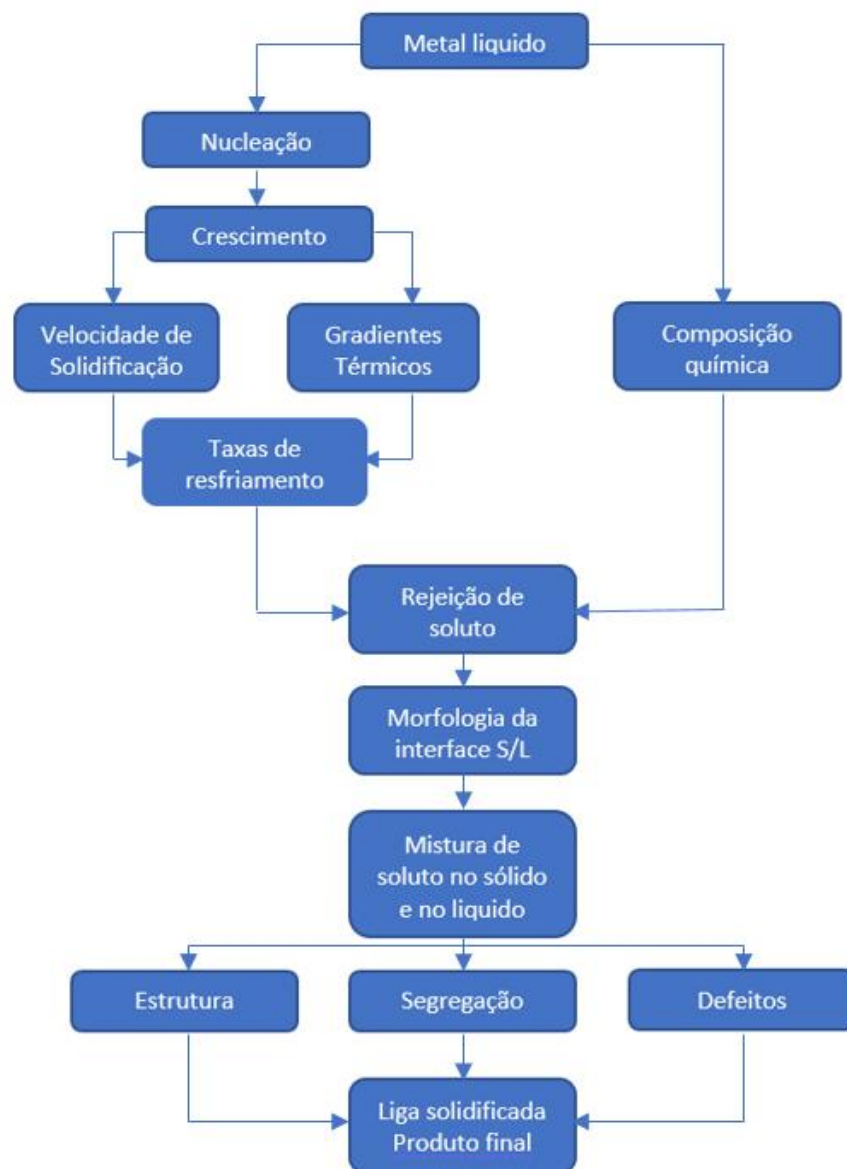 Metal liquido
Nucleação
Crescimento
Velocidade de
Solidificação
Gradientes
Térmicos
Composição
química
Taxas de
resfriamento
Rejeição de
soluto
Morfologia da
interface S/L
Mistura de
soluto no sólido
e no liquido
Estrutura
Segregação
Defeitos
Liga solidificada
Produto final